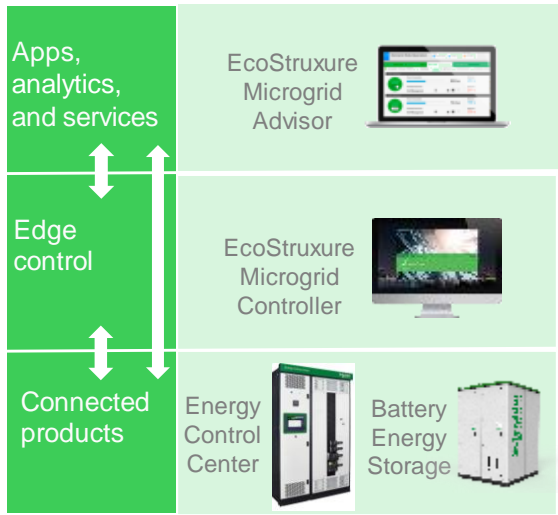 Apps,
analytics,
and services
EcoStruxure
Microgrid
Advisor
Edge
control
EcoStruxure
Microgrid
Controller
Connected
products
Energy
Control
Center
Battery
Energy
Storage